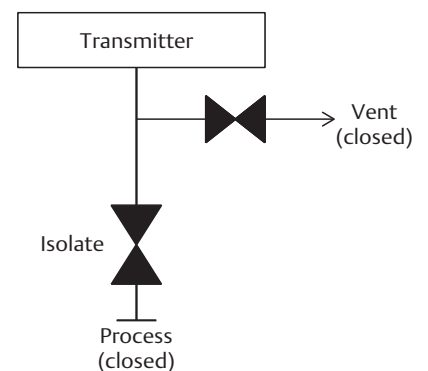 Transmitter
Vent
(closed)
Isolate
Process
(closed)